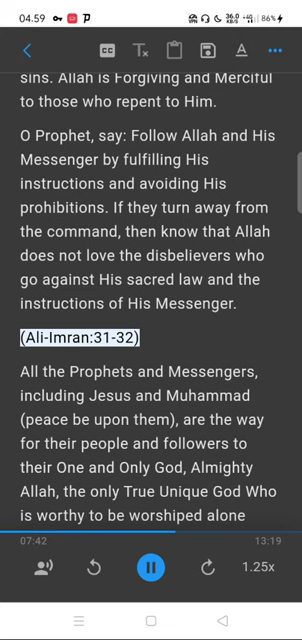 04.59
36.0
KB/s
4G
86%
CC
sins. Allah is Forgiving and Merciful
to those who repent to Him.
O Prophet, say: Follow Allah and His
Messenger by fulfilling His
instructions and avoiding His
prohibitions. If they turn away from
the command, then know that Allah
does not love the disbelievers who
go against His sacred law and the
instructions of His Messenger.
(Ali-Imran:31-32)
All the Prophets and Messengers,
including Jesus and Muhammad
(peace be upon them), are the way
for their people and followers to
their One and Only God, Almighty
Allah, the only True Unique God Who
is worthy to be worshiped alone
07:42 13:19
1.25x